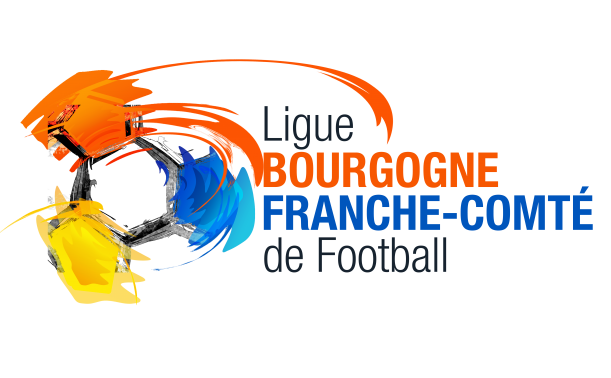 Ligue
BOURGOGNE
FRANCHE-COMTÉ
de Football